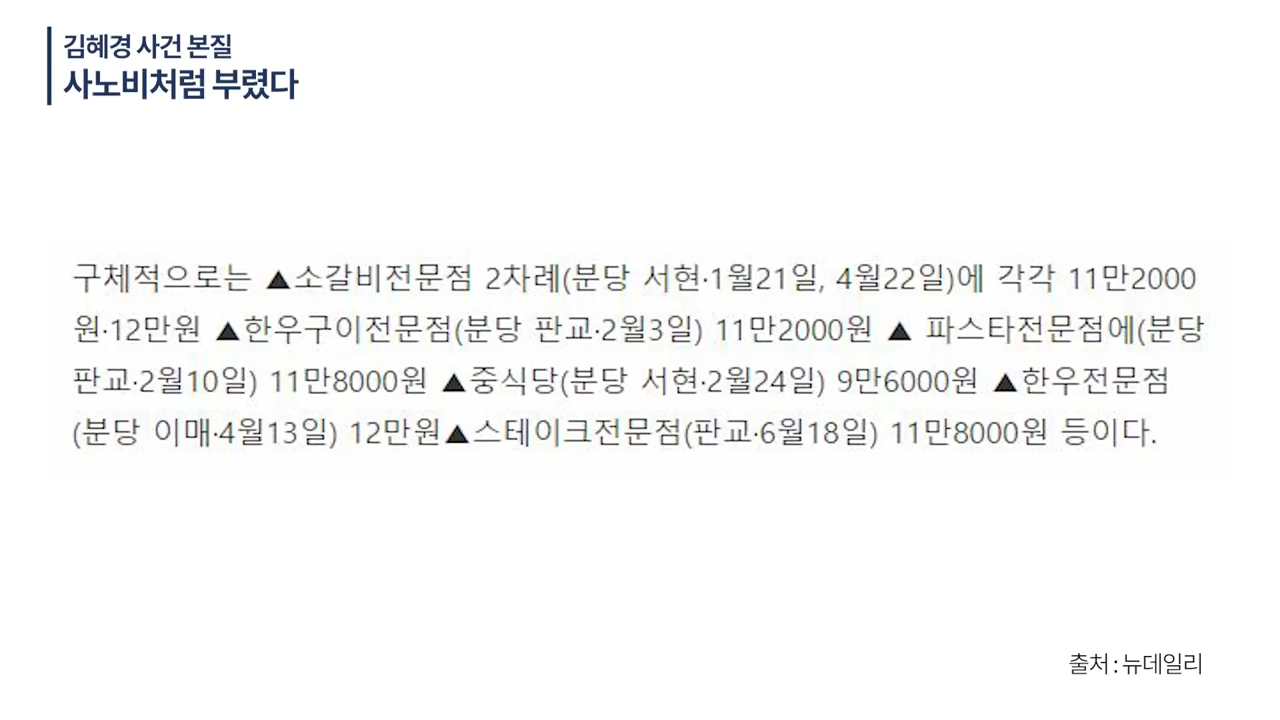 김혜경 사건 본질
사노비처럼 부렸다
구체적으로는 ▲소갈비전문점 2차례(분당 서현·1월21일, 4월22일)에 각각 11만2000
원·12만원 ▲한우구이전문점(분당 판교·2월3일) 11만2000원 ▲ 파스타전문점에(분당
판교·2월10일) 11만8000원 ▲중식당(분당 서현·2월24일) 9만6000원 ▲한우전문점
(분당 이매·4월13일) 12만원▲스테이크전문점(판교·6월18일) 11만8000원 등이다.
출처 : 뉴데일리